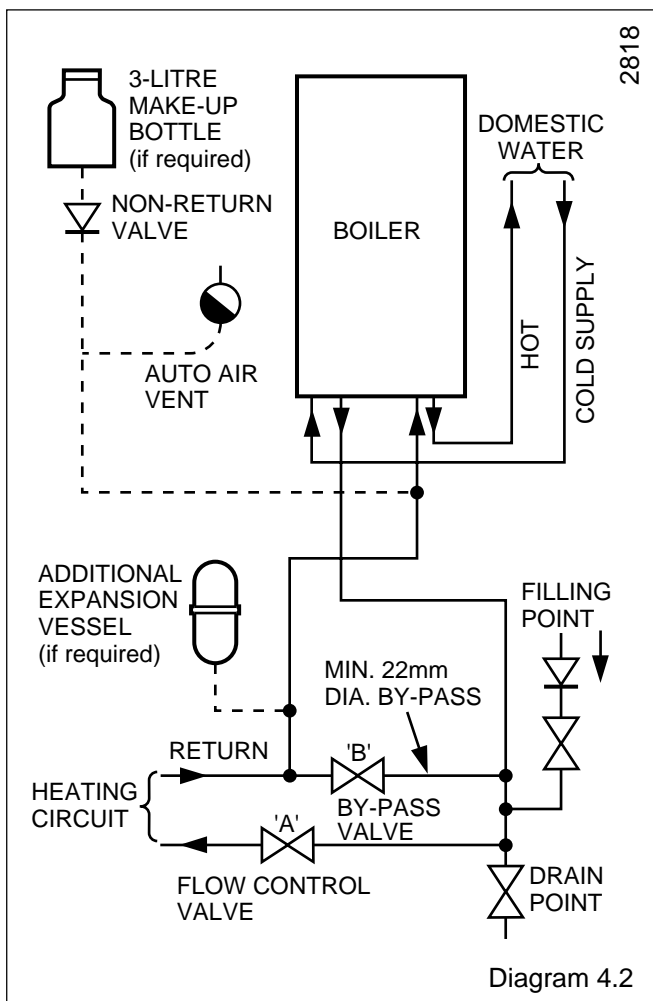 2818
3-LITRE
MAKE-UP
BOTTLE
(if required)
NON-RETURN
VALVE
AUTO AIR
VENT
BOILER
DOMESTIC
WATER
HOT
COLD SUPPLY
ADDITIONAL
EXPANSION
VESSEL
(if required)
FILLING
POINT
MIN. 22mm
DIA. BY-PASS
RETURN
'B'
HEATING
CIRCUIT
BY-PASS
VALVE
'A'
FLOW CONTROL
VALVE
DRAIN
POINT
Diagram 4.2